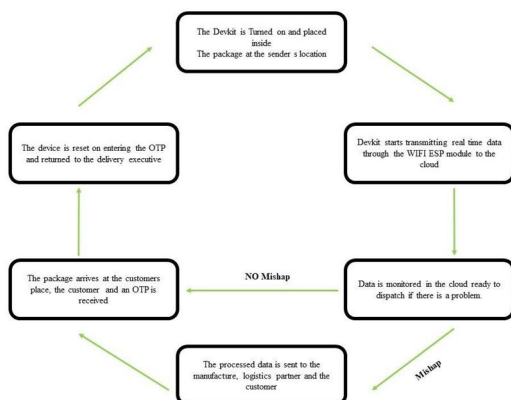 The Devkit is Turned on and placed
inside
The package at the sender s location
The device is reset on entering the OTP
and returned to the delivery executive
Devkit starts transmitting real time data
through the WIFI ESP module to the
cloud
The package arrives at the customers
place, the customer and an OTP is
received
NO Mishap
Data is monitored in the cloud ready to
dispatch if there is a problem.
The processed data is sent to the
manufacture, logistics partner and the
customer
Mishap